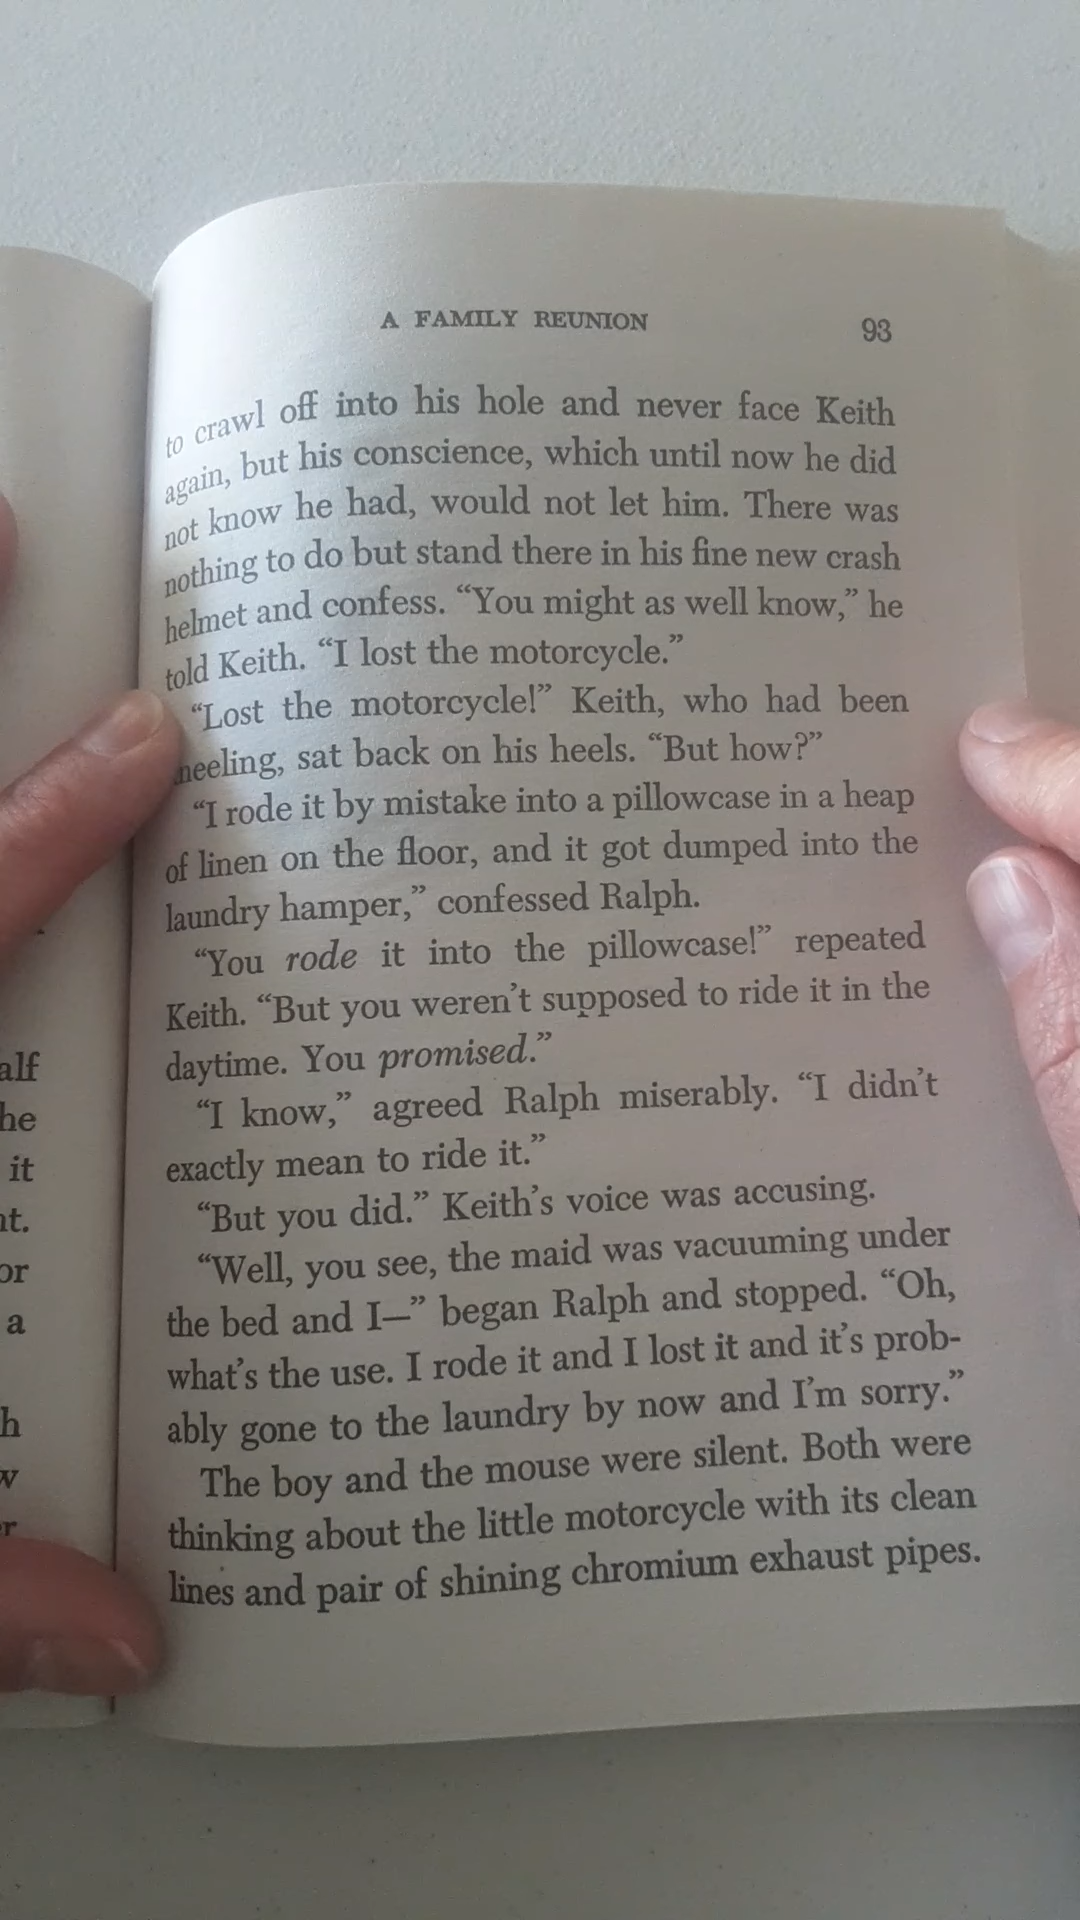 alf
he
it
nt.
or
a
h
w
r
A FAMILY REUNION 93
to crawl off into his hole and never face Keith
again, but his conscience, which until now he did
not know he had, would not let him. There was
nothing to do but stand there in his fine new crash
helmet and confess. “You might as well know,” he
told Keith. “I lost the motorcycle.”
“Lost the motorcycle!” Keith, who had been
neeling, sat back on his heels. “But how?”
“I rode it by mistake into a pillowcase in a heap
of linen on the floor, and it got dumped into the
laundry hamper,” confessed Ralph.
“You rode it into the pillowcase!” repeated
Keith. “But you weren’t supposed to ride it in the
daytime. You promised.”
“I know,” agreed Ralph miserably. “I didn’t
exactly mean to ride it.”
“But you did.” Keith’s voice was accusing.
“Well, you see, the maid was vacuuming under
the bed and I—” began Ralph and stopped. “Oh,
what’s the use. I rode it and I lost it and it’s prob-
ably gone to the laundry by now and I’m sorry.”
The boy and the mouse were silent. Both were
thinking about the little motorcycle with its clean
lines and pair of shining chromium exhaust pipes.